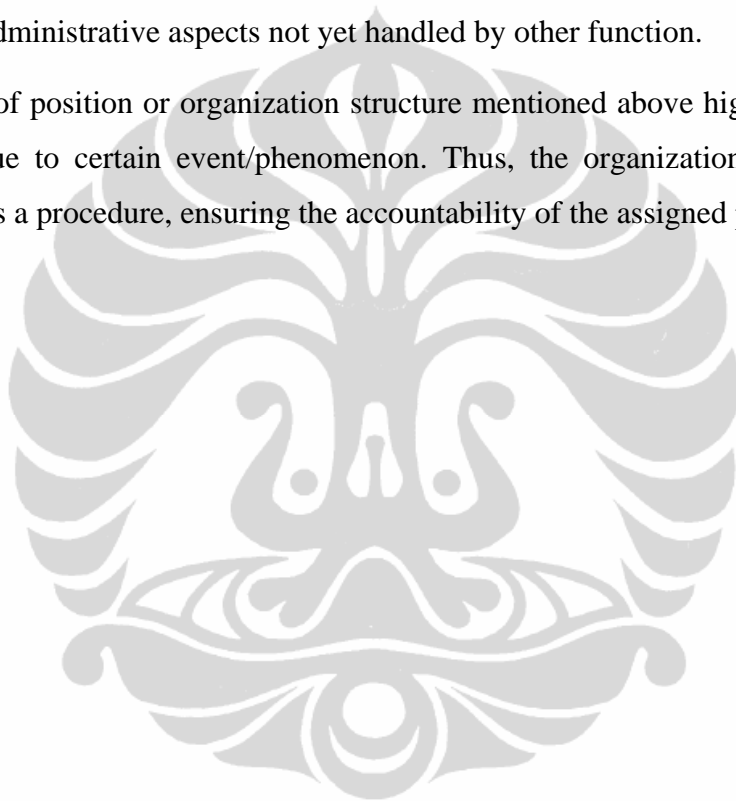 dministrative aspects not yet handled by other function.
of position or organization structure mentioned above hig
ue to certain event/phenomenon. Thus, the organization
s a procedure, ensuring the accountability of the assigned